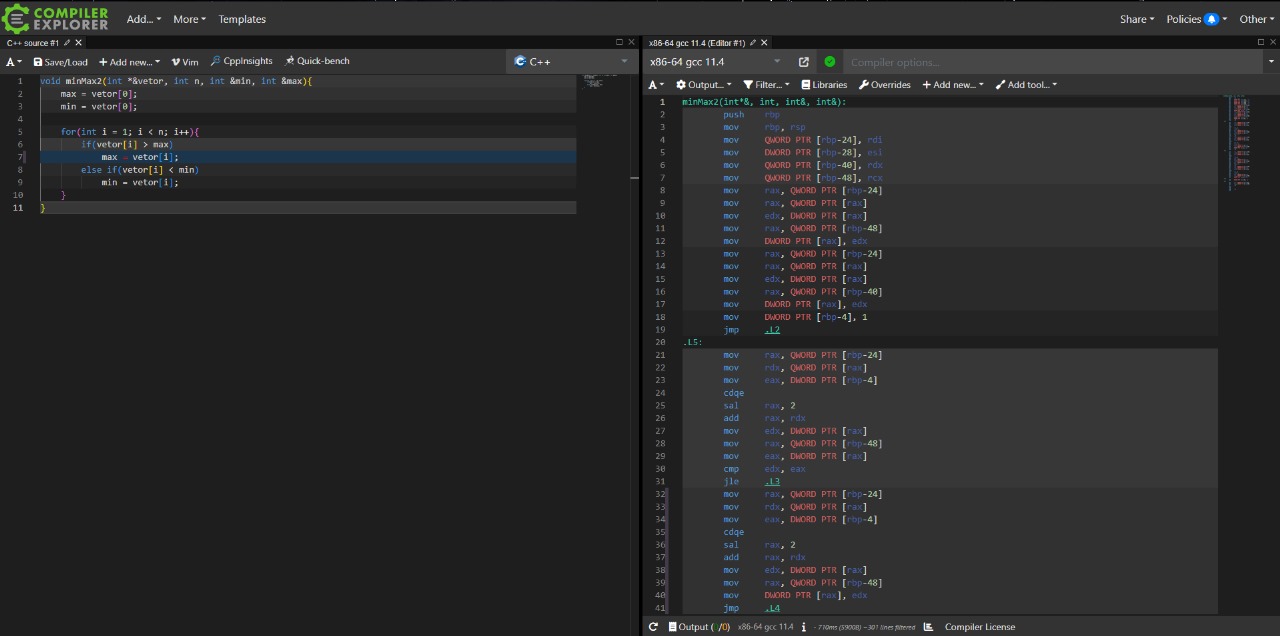 COMPILER
EXPLORER
Add...
More
Templates
Share
Policies
Other
C++ source #1
A
Save/Load
Add new...
Vim
CppInsights
Quick-bench
C++
1 void minMax2(int *&vetor, int n, int &min, int &max){
2 max = vetor[0];
3 min = vetor[0];
4
5 for(int i = 1; i < n; i++){
6 if(vetor[i] > max)
7 max = vetor[i];
8 else if(vetor[i] < min)
9 min = vetor[i];
10 }
11 }
x86-64 gcc 11.4 (Editor #1)
x86-64 gcc 11.4
Compiler options...
A
Output...
Filter...
Libraries
Overrides
Add new...
Add tool...
1 minMax2(int*&, int, int&, int&):
2 push rbp
3 mov rbp, rsp
4 mov QWORD PTR [rbp-24], rdi
5 mov DWORD PTR [rbp-28], esi
6 mov QWORD PTR [rbp-40], rdx
7 mov QWORD PTR [rbp-48], rcx
8 mov rax, QWORD PTR [rbp-24]
9 mov rax, QWORD PTR [rax]
10 mov edx, DWORD PTR [rax]
11 mov rax, QWORD PTR [rbp-48]
12 mov DWORD PTR [rax], edx
13 mov rax, QWORD PTR [rbp-24]
14 mov rax, QWORD PTR [rax]
15 mov edx, DWORD PTR [rax]
16 mov rax, QWORD PTR [rbp-40]
17 mov DWORD PTR [rax], edx
18 mov DWORD PTR [rbp-4], 1
19 jmp .L2
20 .L5:
21 mov rax, QWORD PTR [rbp-24]
22 mov rdx, QWORD PTR [rax]
23 mov eax, DWORD PTR [rbp-4]
24 cdqe
25 sal rax, 2
26 add rax, rdx
27 mov edx, DWORD PTR [rax]
28 mov rax, QWORD PTR [rbp-48]
29 mov eax, DWORD PTR [rax]
30 cmp edx, eax
31 jle .L3
32 mov rax, QWORD PTR [rbp-24]
33 mov rdx, QWORD PTR [rax]
34 mov eax, DWORD PTR [rbp-4]
35 cdqe
36 sal rax, 2
37 add rax, rdx
38 mov edx, DWORD PTR [rax]
39 mov rax, QWORD PTR [rbp-48]
40 mov DWORD PTR [rax], edx
41 jmp .L4
Output (0/0) x86-64 gcc 11.4 i - 710ms (39008) ~301 lines filtered Compiler License